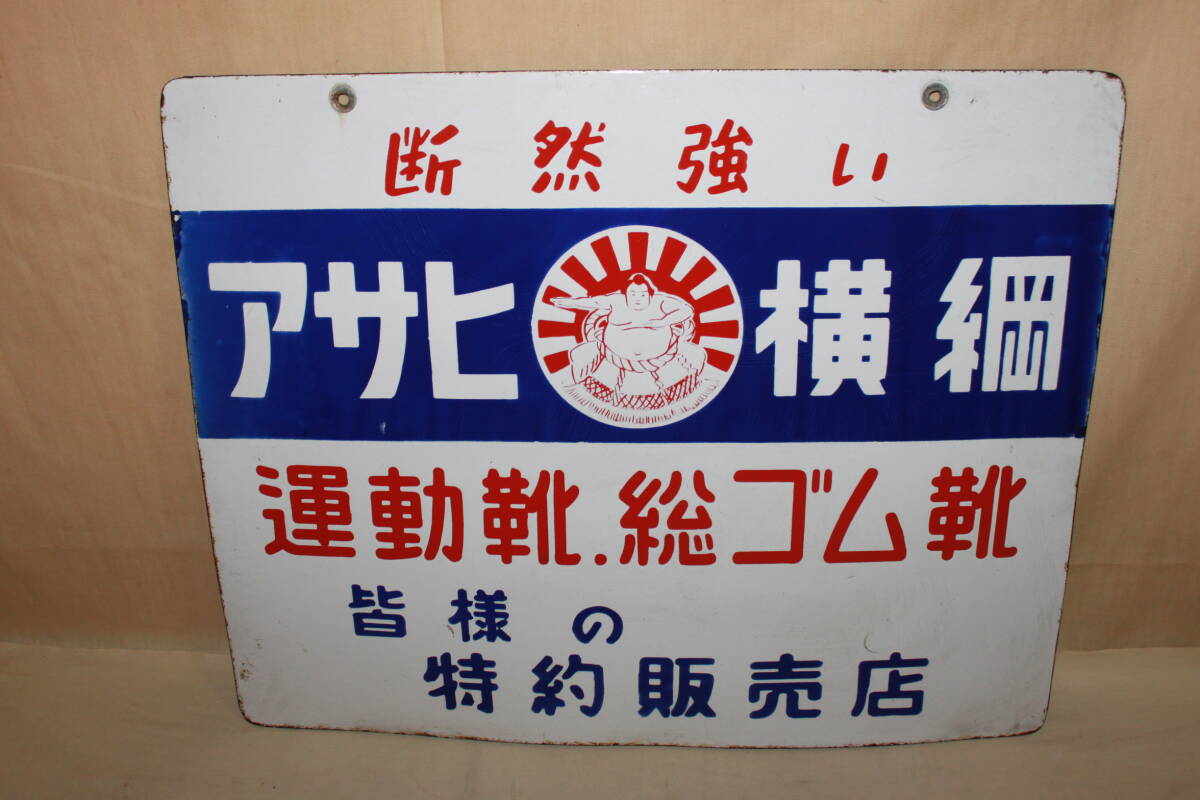 断然強い
アサヒ横綱
運動靴.総ゴム靴
皆様の
特約販売店